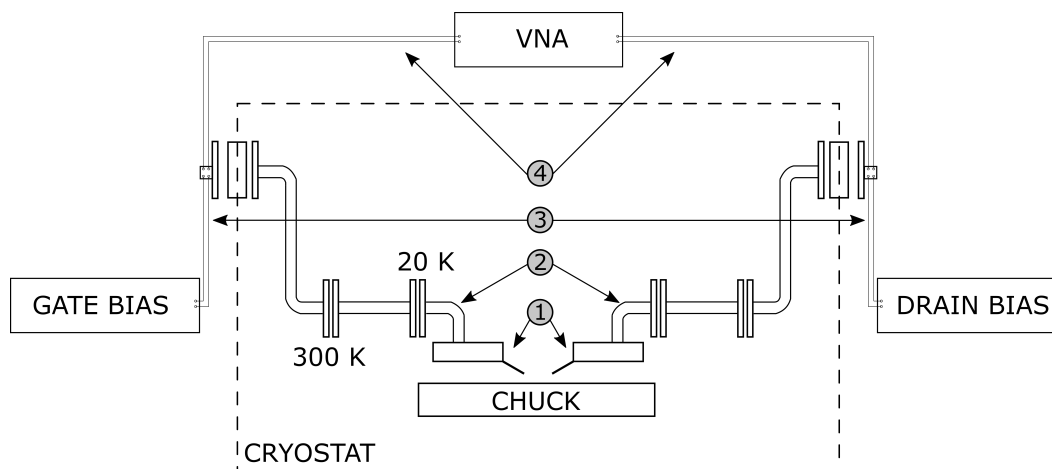 VNA
4
3
20 K
2
GATE BIAS
1
DRAIN BIAS
300 K
CHUCK
CRYOSTAT